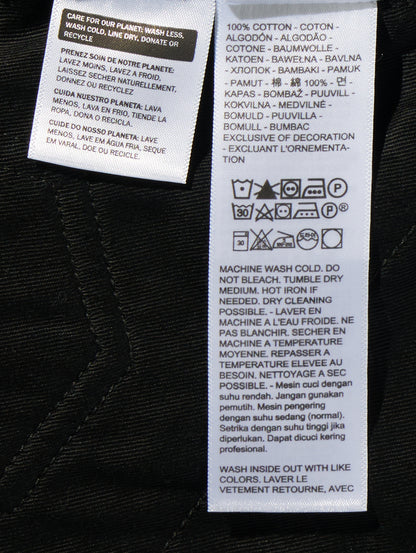 CARE FOR OUR PLANET: WASH LESS,
WASH COLD, LINE DRY, DONATE OR
RECYCLE
PRENEZ SOIN DE NOTRE PLANETE:
LAVEZ MOINS, LAVEZ A FROID,
LAISSEZ SECHER NATURELLEMENT,
DONNEZ OU RECYCLEZ
CUIDA NUESTRO PLANETA: LAVA
MENOS, LAVA EN FRIO, TIENDE LA
ROPA, DONA O RECICLA.
CUIDE DO NOSSO PLANETA: LAVE
MENOS, LAVE EM ÁGUA FRIA, SEQUE
EM VARAL, DOE OU RECICLE.
100% COTTON - COTON -
ALGODÓN - ALGODÃO -
COTONE - BAUMWOLLE -
KATOEN - BAWEŁNA - BAVLNA
- ХЛОПОК - BAMBAKI - PAMUK
- PAMUT - 棉 - 綿 100% - 면 -
KAPAS - BOMBAŽ - PUUVILL -
KOKVILNA - MEDVILNĖ -
BOMULD - PUUVILLA -
BOMULL - BUMBAC
EXCLUSIVE OF DECORATION
- EXCLUANT L'ORNEMENTA-
TION
30
30
MACHINE WASH COLD. DO
NOT BLEACH. TUMBLE DRY
MEDIUM. HOT IRON IF
NEEDED. DRY CLEANING
POSSIBLE. - LAVER EN
MACHINE A L'EAU FROIDE. NE
PAS BLANCHIR. SECHER EN
MACHINE A TEMPERATURE
MOYENNE. REPASSER A
TEMPERATURE ELEVEE AU
BESOIN. NETTOYAGE A SEC
POSSIBLE. - Mesin cuci dengan
suhu rendah. Jangan gunakan
pemutih. Mesin pengering
dengan suhu sedang (normal).
Setrika dengan suhu tinggi jika
diperlukan. Dapat dicuci kering
profesional.
WASH INSIDE OUT WITH LIKE
COLORS. LAVER LE
VETEMENT RETOURNE, AVEC